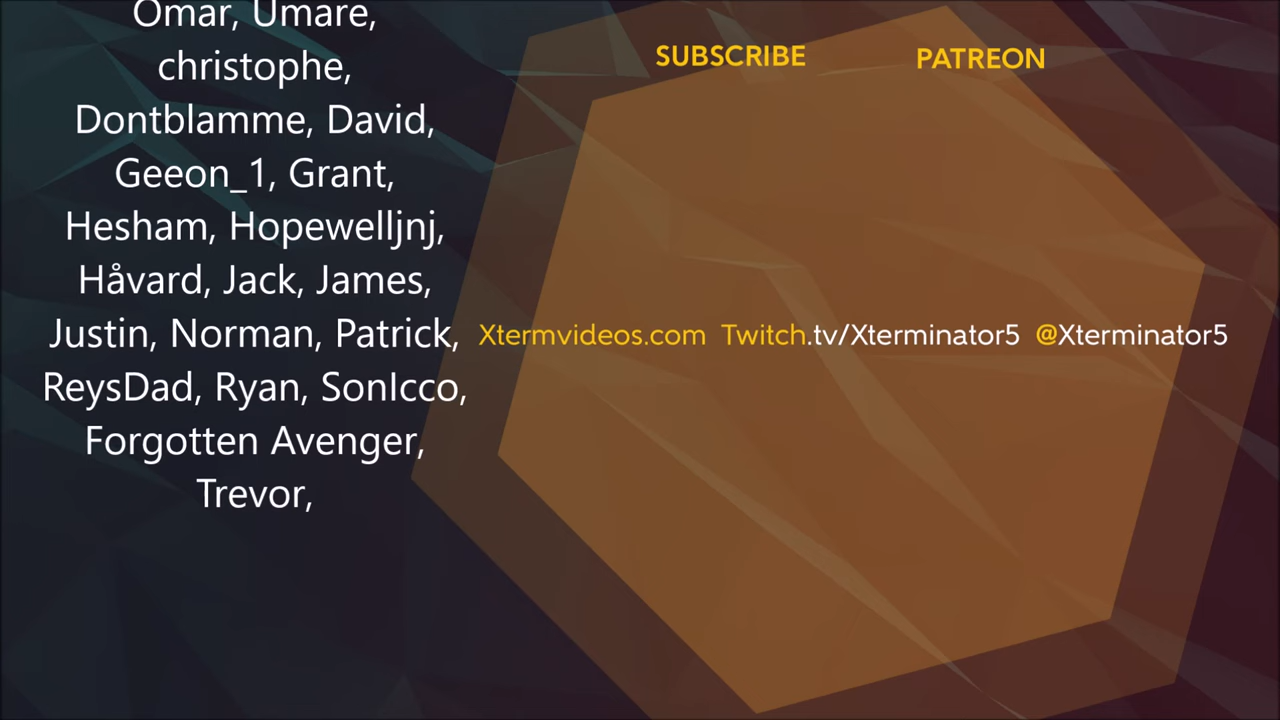 Omar, Umare,
christophe,
Dontblamme, David,
Geeon_1, Grant,
Hesham, Hopewelljnj,
Håvard, Jack, James,
Justin, Norman, Patrick,
ReysDad, Ryan, SonIcco,
Forgotten Avenger,
Trevor,
SUBSCRIBE
PATREON
Xtermvideos.com Twitch.tv/Xterminator5 @Xterminator5